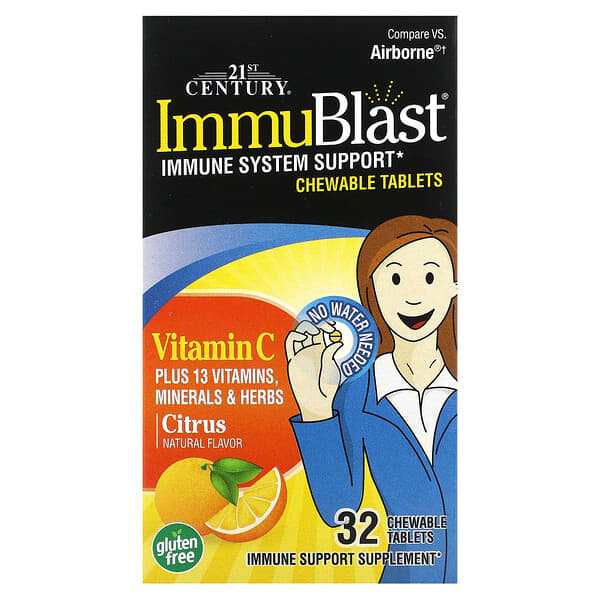 Compare VS.
Airborne®†
21ST
CENTURY®
ImmuBlast®
IMMUNE SYSTEM SUPPORT*
CHEWABLE TABLETS
NO WATER NEEDED
Vitamin C
PLUS 13 VITAMINS,
MINERALS & HERBS
Citrus
NATURAL FLAVOR
gluten
free
32 CHEWABLE
TABLETS
IMMUNE SUPPORT SUPPLEMENT*